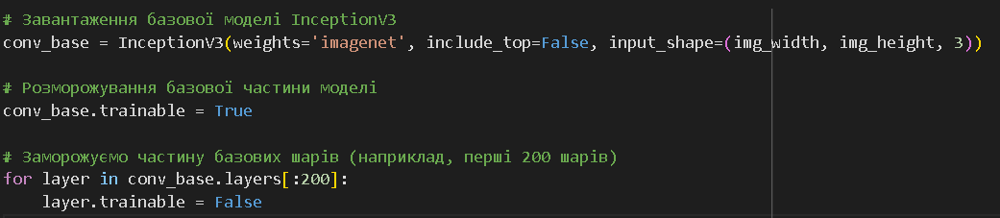 # Завантаження базової моделі InceptionV3
conv_base = InceptionV3(weights='imagenet', include_top=False, input_shape=(img_width, img_height, 3))
# Розморожування базової частини моделі
conv_base.trainable = True
# Заморожуємо частину базових шарів (наприклад, перші 200 шарів)
for layer in conv_base.layers[:200]:
    layer.trainable = False